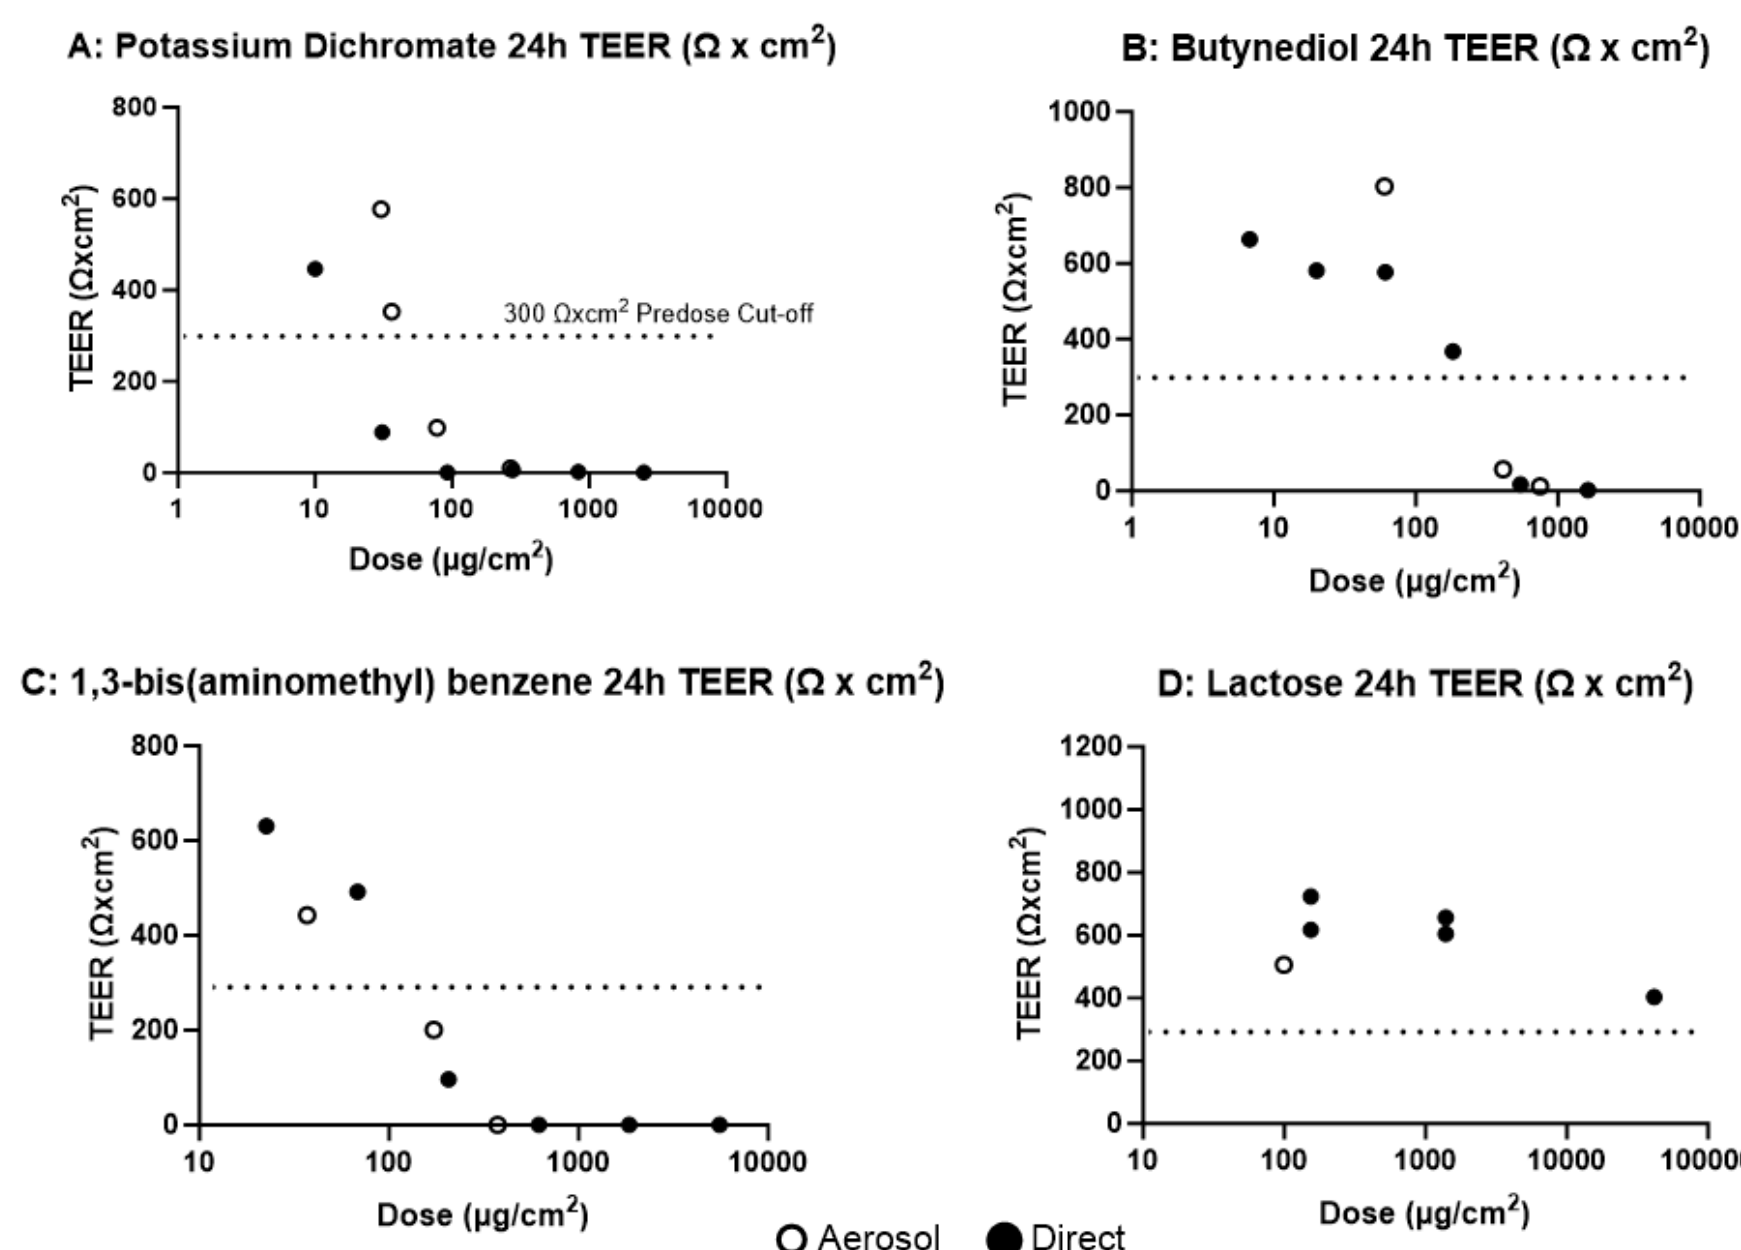 A: Potassium Dichromate 24h TEER (Ω x cm²)
800
600
400
200
0
TEER (Ωxcm²)
300 Ωxcm² Predose Cut-off
1 10 100 1000 10000
Dose (µg/cm²)
B: Butynediol 24h TEER (Ω x cm²)
1000
800
600
400
200
0
TEER (Ωxcm²)
1 10 100 1000 10000
Dose (µg/cm²)
C: 1,3-bis(aminomethyl) benzene 24h TEER (Ω x cm²)
800
600
400
200
0
TEER (Ωxcm²)
10 100 1000 10000
Dose (µg/cm²)
D: Lactose 24h TEER (Ω x cm²)
1200
1000
800
600
400
200
0
TEER (Ωxcm²)
10 100 1000 10000
Dose (µg/cm²)
Aerosol Direct